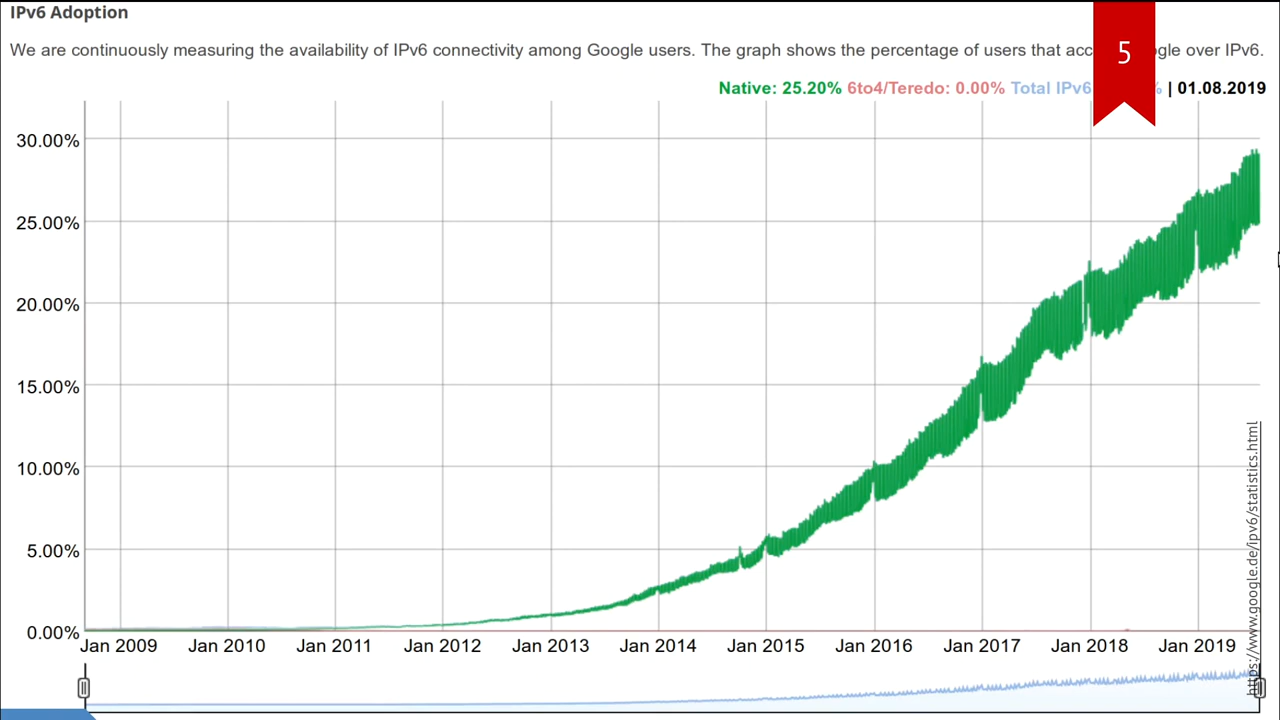 IPv6 Adoption
5
We are continuously measuring the availability of IPv6 connectivity among Google users. The graph shows the percentage of users that ogle over IPv6.
Native: 25.20% 6to4/Teredo: 0.00% Total IPv6 % | 01.08.2019
30.00%
25.00%
20.00%
15.00%
10.00%
5.00%
0.00%
Jan 2009 Jan 2010 Jan 2011 Jan 2012 Jan 2013 Jan 2014 Jan 2015 Jan 2016 Jan 2017 Jan 2018 Jan 2019
https://www.google.de/ipv6/statistics.html